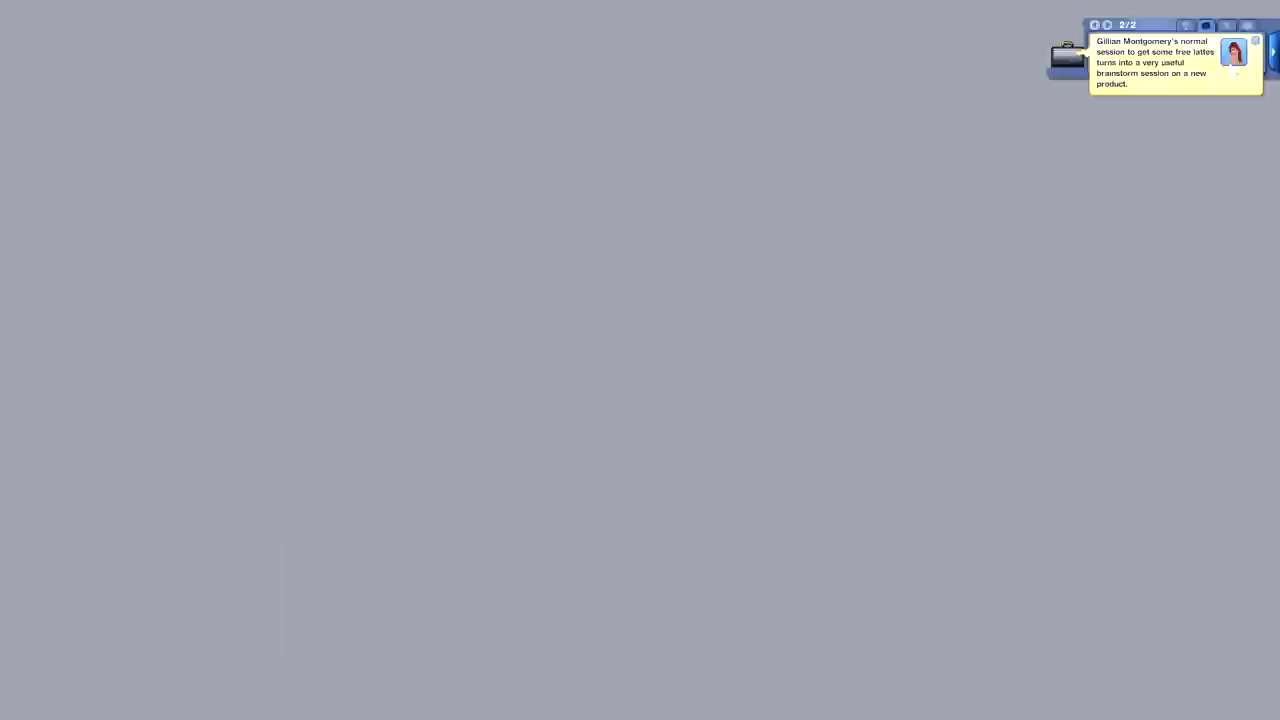 2/2
Gillian Montgomery's normal
session to get some free lattes
turns into a very useful
brainstorm session on a new
product.